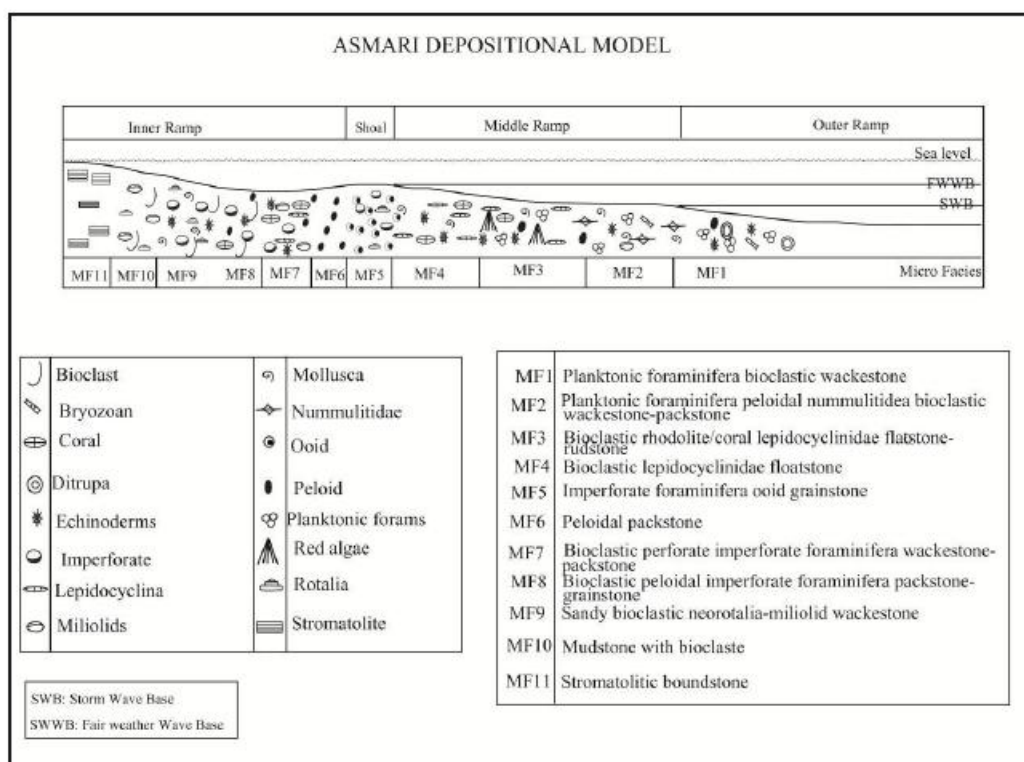 ASMARI DEPOSITIONAL MODEL
Inner Ramp Shoal Middle Ramp Outer Ramp
Sea level
FWWB
SWB
MF11 MF10 MF9 MF8 MF7 MF6 MF5 MF4 MF3 MF2 MF1 Micro Facies
Bioclast
Bryozoan
Coral
Ditrupa
Echinoderms
Imperforate
Lepidocyclina
Miliolids
Mollusca
Nummulitidae
Ooid
Peloid
Planktonic forams
Red algae
Rotalia
Stromatolite
MF1 Planktonic foraminifera bioclastic wackestone
MF2 Planktonic foraminifera peloidal nummulitidea bioclastic
wackestone-packstone
MF3 Bioclastic rhodolite/coral lepidocyclinidae flatstone-
rudstone
MF4 Bioclastic lepidocyclinidae floatstone
MF5 Imperforate foraminifera ooid grainstone
MF6 Peloidal packstone
MF7 Bioclastic perforate imperforate foraminifera wackestone-
packstone
MF8 Bioclastic peloidal imperforate foraminifera packstone-
grainstone
MF9 Sandy bioclastic neorotalia-miliolid wackestone
MF10 Mudstone with bioclaste
MF11 Stromatolitic boundstone
SWB: Storm Wave Base
SWWB: Fair weather Wave Base